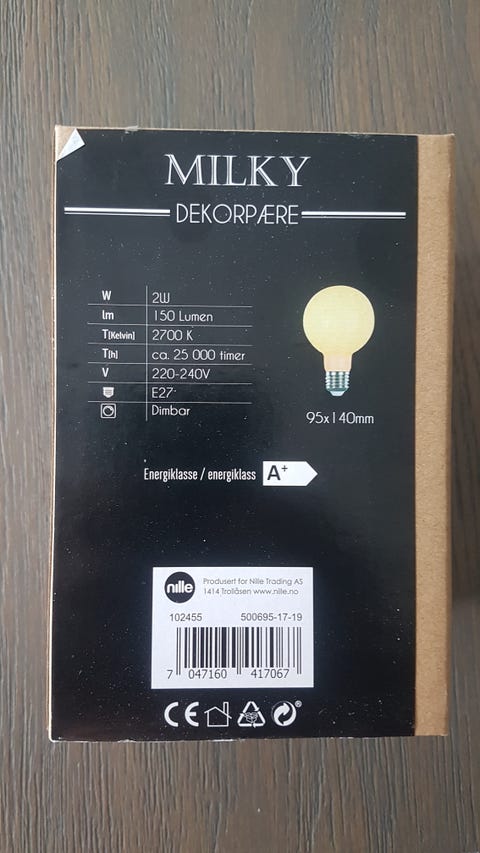 MILKY
DEKORPÆRE
W 2W
lm 150 Lumen
T[Kelvin] 2700 K
T[h] ca. 25 000 timer
V 220-240V
E27
Dimbar
95x140mm
Energiklasse / energiklass A+
nille Produsert for Nille Trading AS
1414 Trollåsen www.nille.no
102455 500695-17-19
7 047160 417067
CE ®